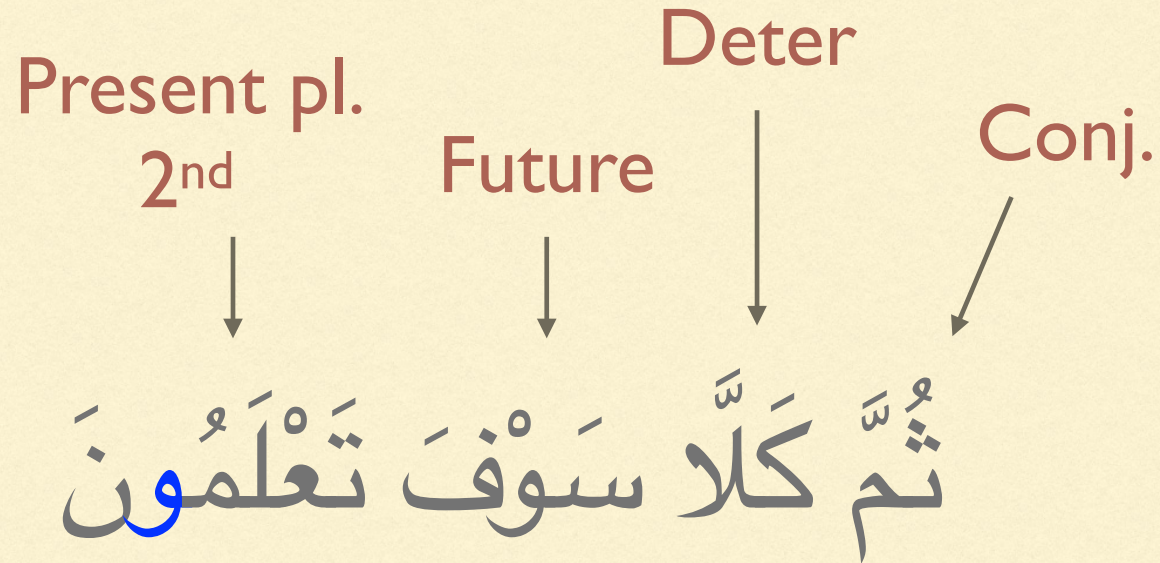 Deter
Present pl.
2nd
Future
Conj.
ثُمَّ كَلَّا سَوْفَ تَعْلَمُونَ